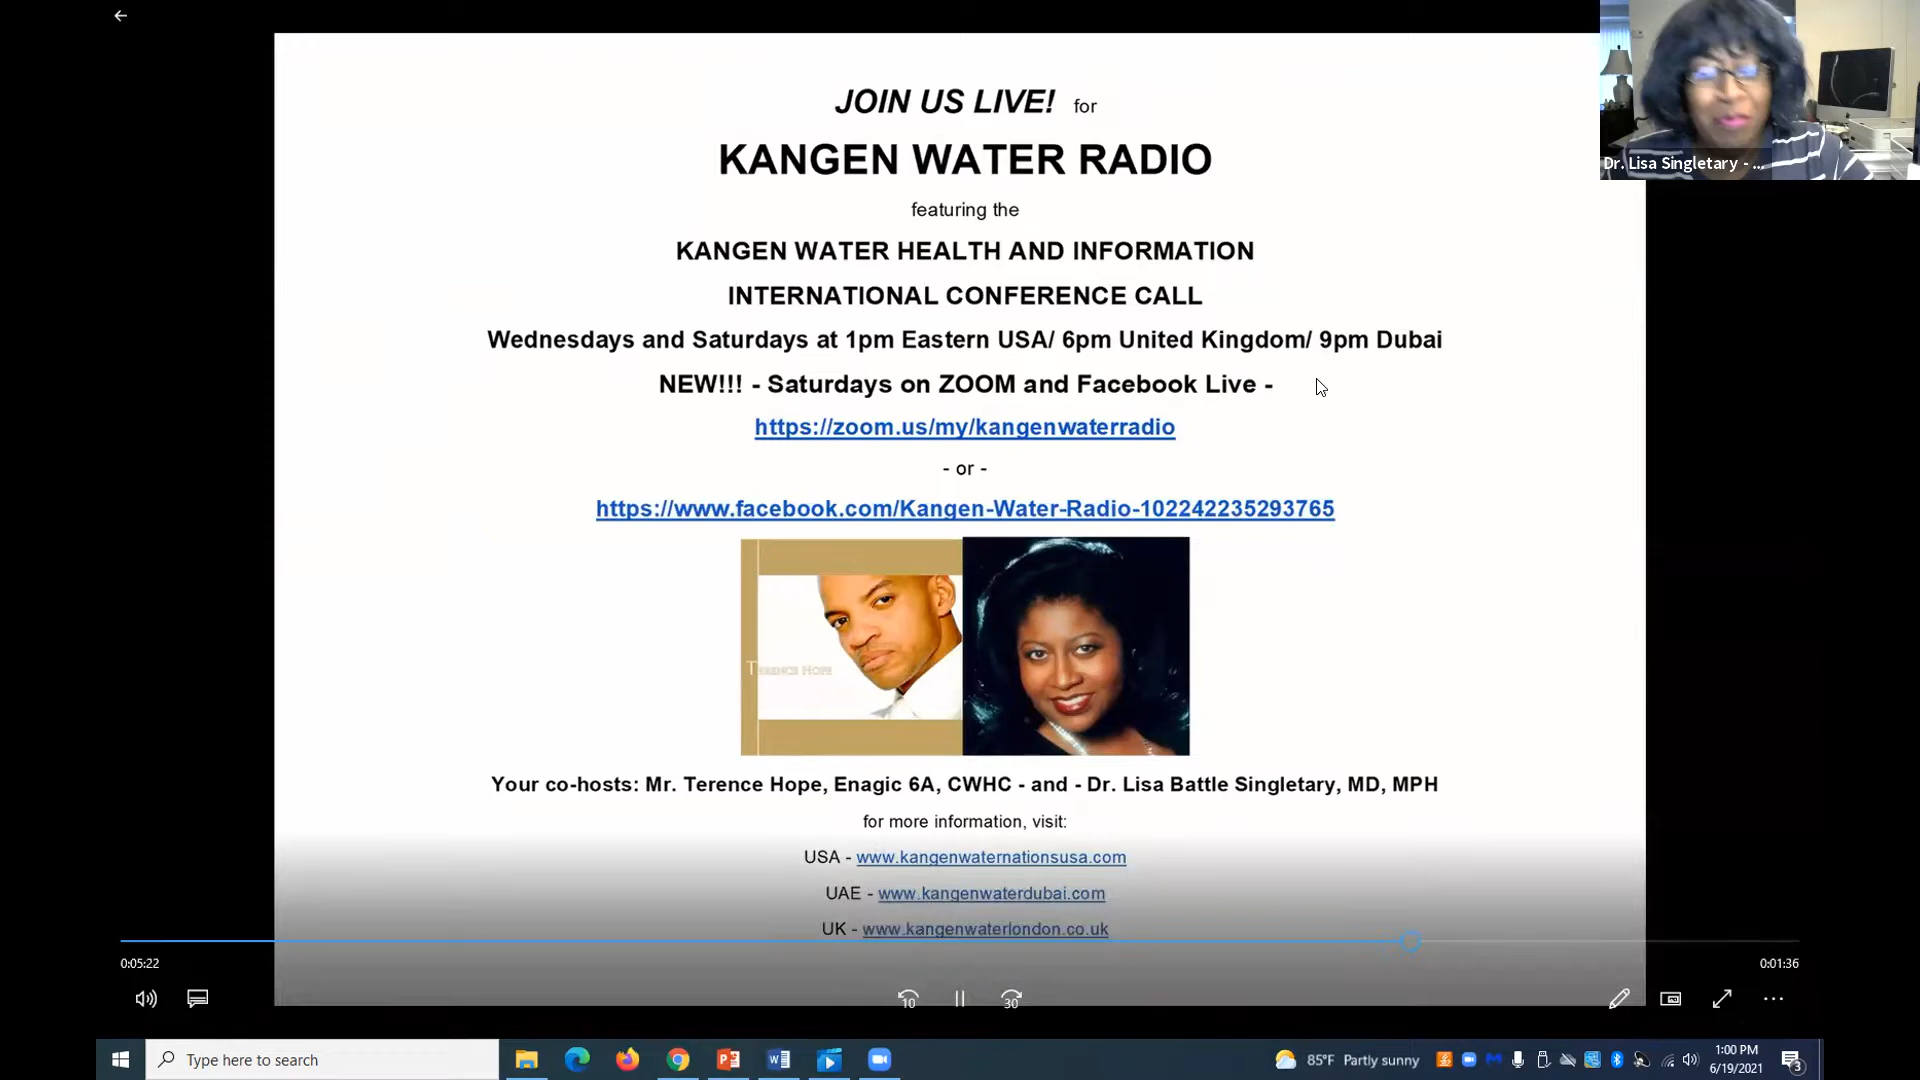 JOIN US LIVE! for
KANGEN WATER RADIO
featuring the
KANGEN WATER HEALTH AND INFORMATION
INTERNATIONAL CONFERENCE CALL
Wednesdays and Saturdays at 1pm Eastern USA/ 6pm United Kingdom/ 9pm Dubai
NEW!!! - Saturdays on ZOOM and Facebook Live -
https://zoom.us/my/kangenwaterradio
- or -
https://www.facebook.com/Kangen-Water-Radio-102242235293765
TERENCE HOPE
Your co-hosts: Mr. Terence Hope, Enagic 6A, CWHC - and - Dr. Lisa Battle Singletary, MD, MPH
for more information, visit:
USA - www.kangenwaternationsusa.com
UAE - www.kangenwaterdubai.com
UK - www.kangenwaterlondon.co.uk
Dr. Lisa Singletary - ...
0:05:22
0:01:36
10
30
Type here to search
85°F Partly sunny
1:00 PM
6/19/2021
3